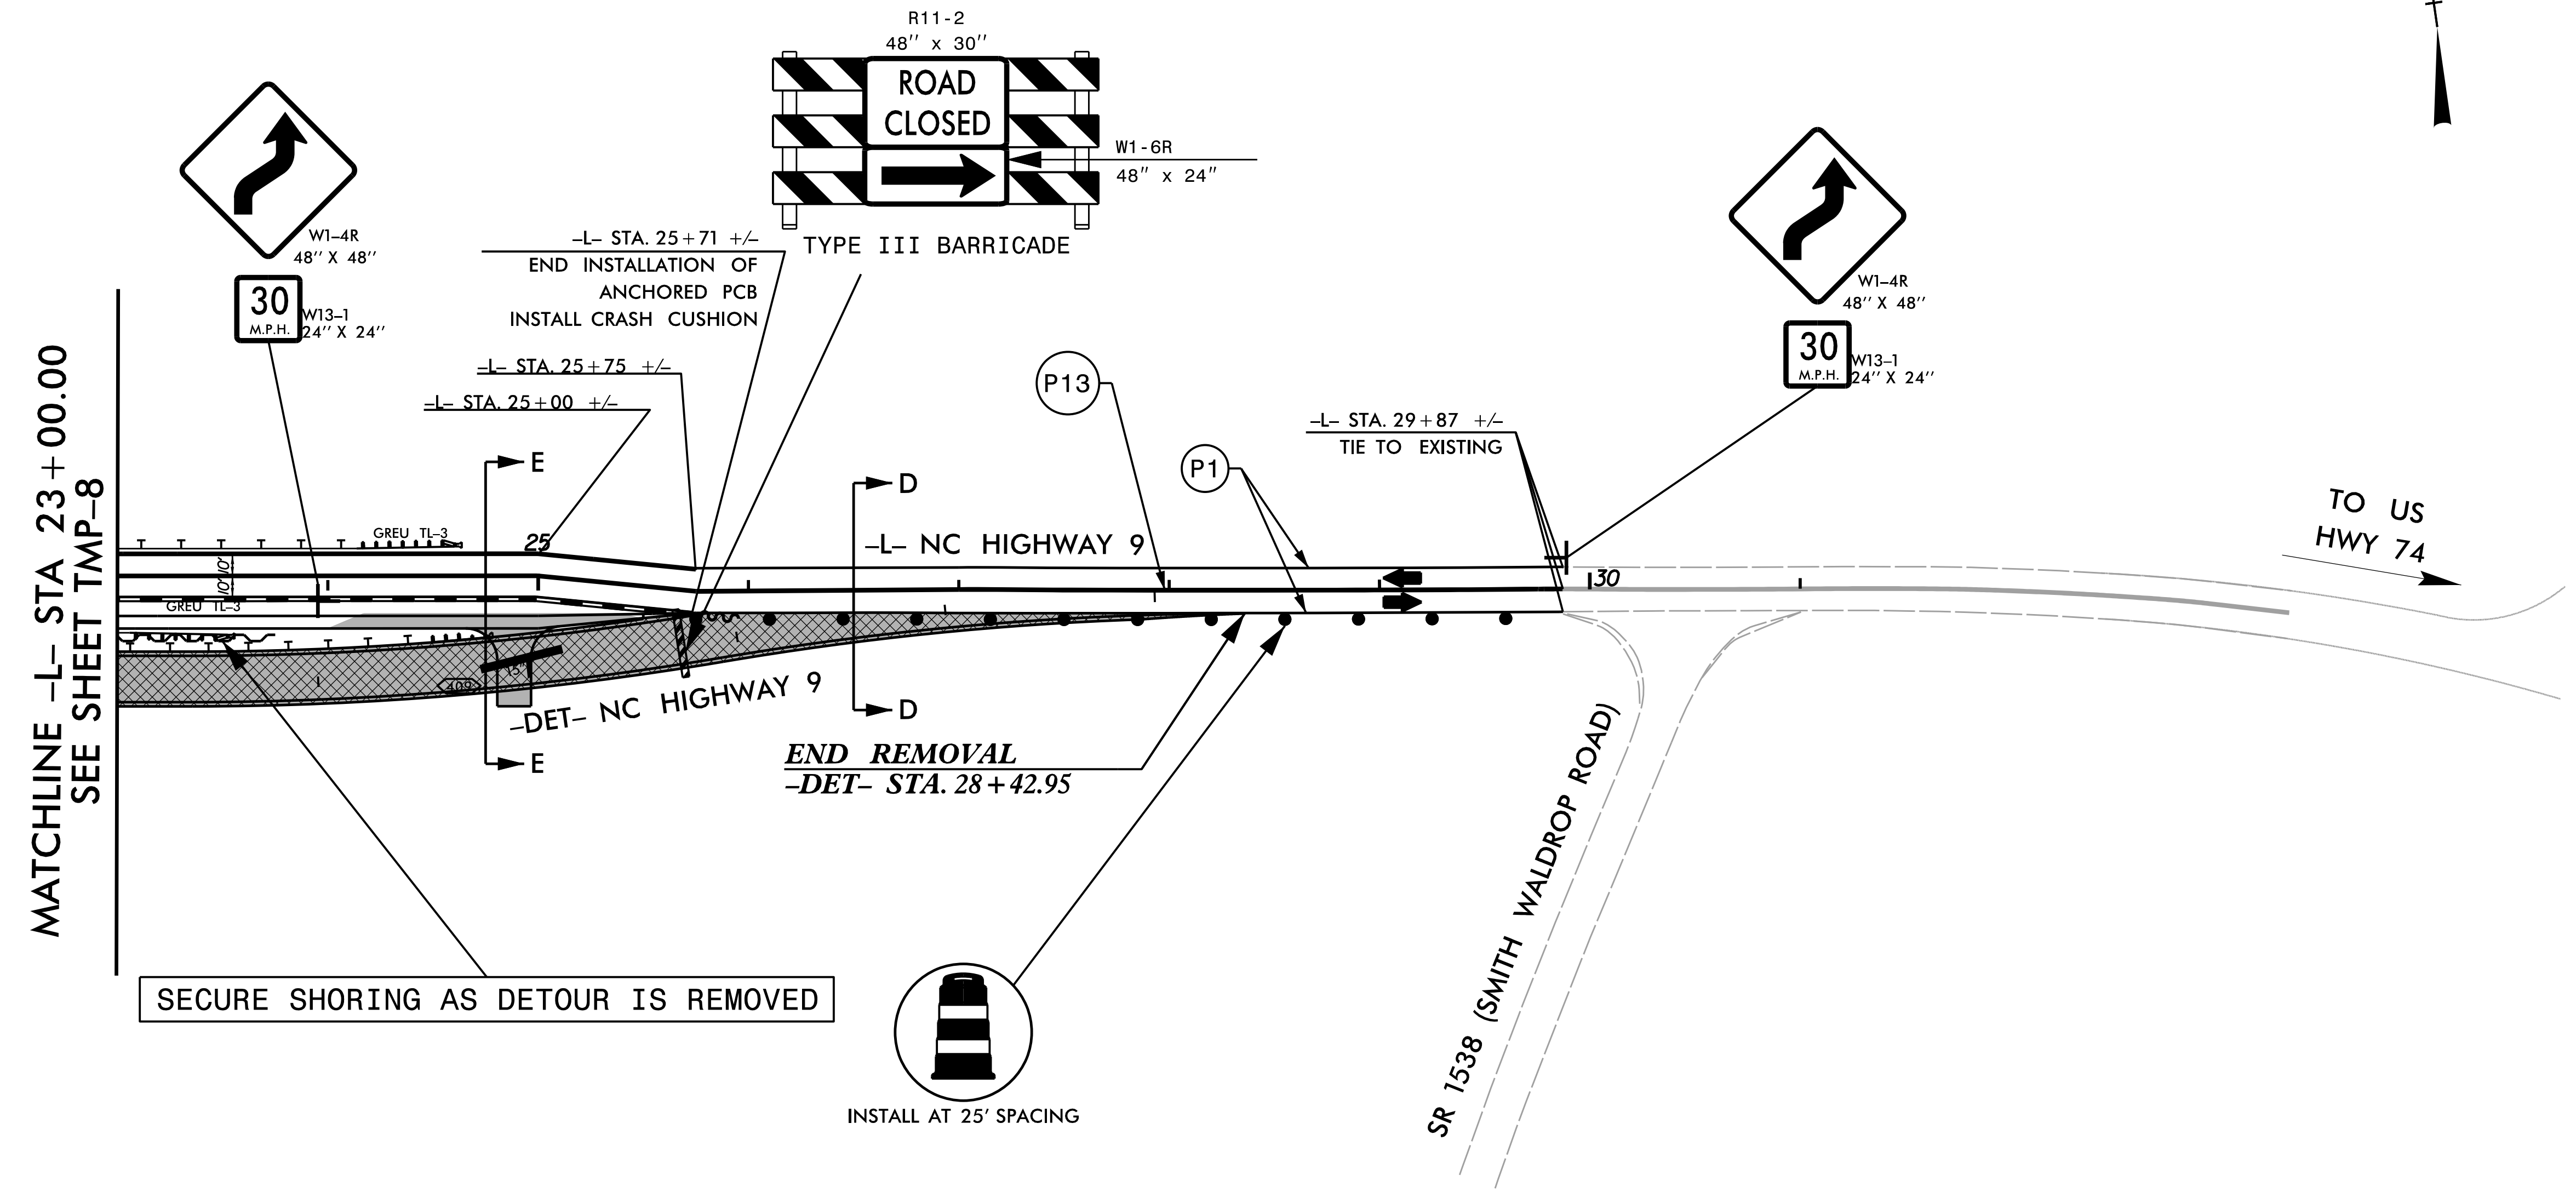 R11-2
48" x 30"
ROAD
CLOSED
W1-6R
48" x 24"
TYPE III BARRICADE
W1–4R
48" X 48"
30
M.P.H.
W13–1
24" X 24"
–L– STA. 25+71 +/–
END INSTALLATION OF
ANCHORED PCB
INSTALL CRASH CUSHION
–L– STA. 25+75 +/–
–L– STA. 25+00 +/–
W1–4R
48" X 48"
30
M.P.H.
W13–1
24" X 24"
P13
P1
–L– STA. 29+87 +/–
TIE TO EXISTING
TO US
HWY 74
MATCHLINE –L– STA 23+00.00
SEE SHEET TMP–8
E
D
GREU TL–3
25
–L– NC HIGHWAY 9
10'
10'
30
GREU TL–3
409
–DET– NC HIGHWAY 9
D
E
END REMOVAL
–DET– STA. 28+42.95
SR 1538 (SMITH WALDROP ROAD)
SECURE SHORING AS DETOUR IS REMOVED
INSTALL AT 25' SPACING